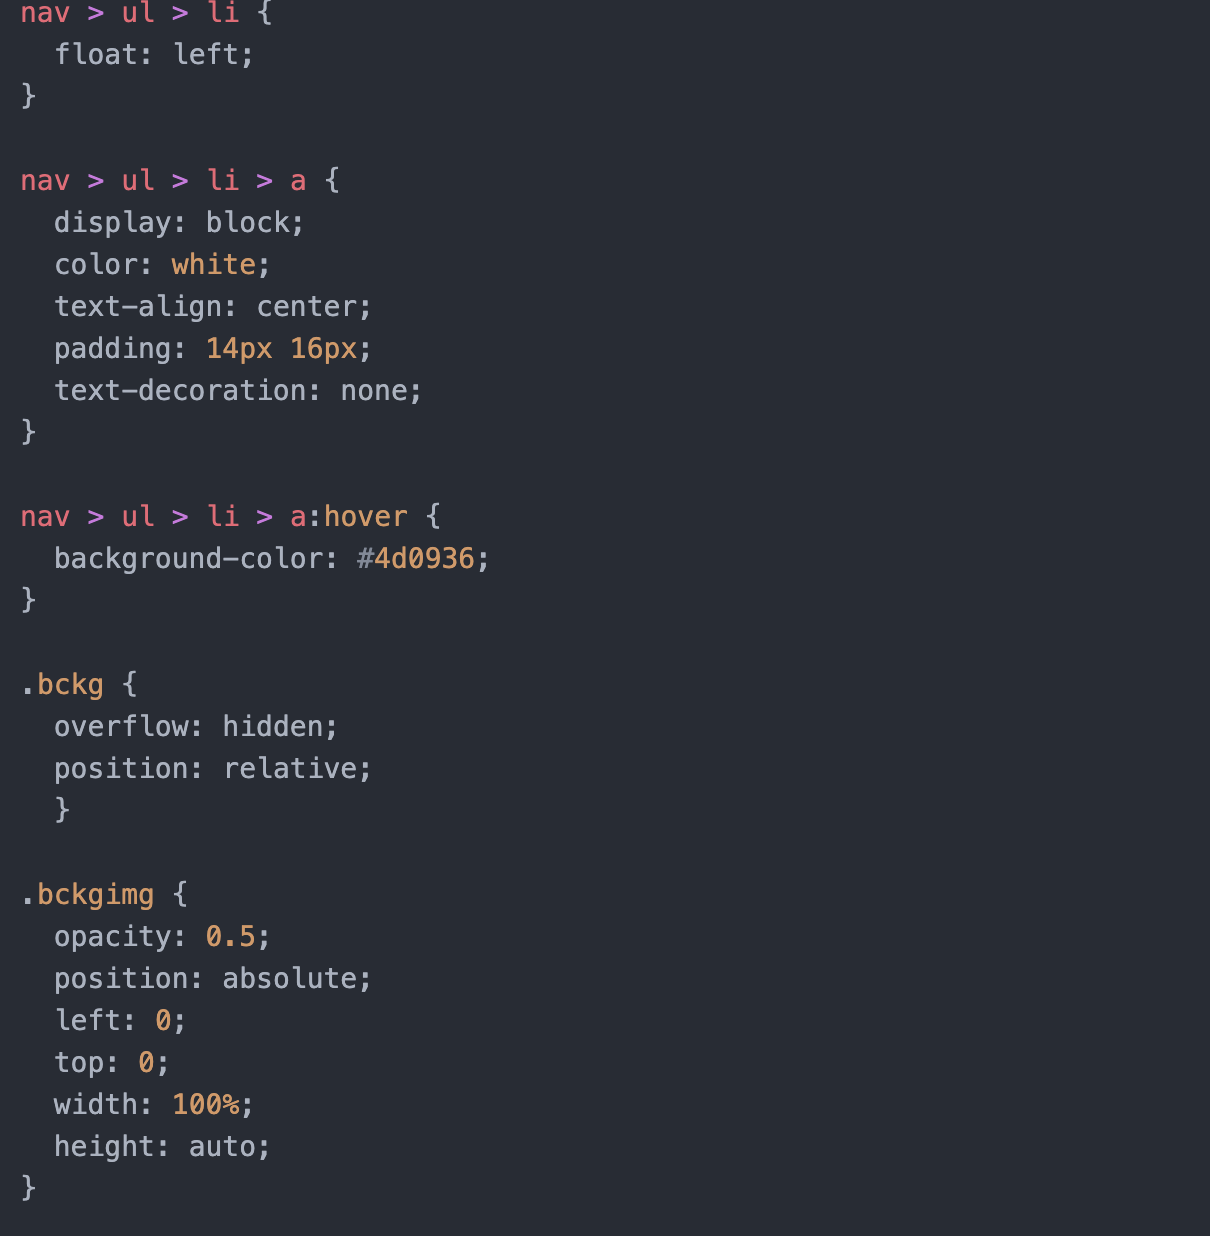 nav > ul > li {
  float: left;
}

nav > ul > li > a {
  display: block;
  color: white;
  text-align: center;
  padding: 14px 16px;
  text-decoration: none;
}

nav > ul > li > a:hover {
  background-color: #4d0936;
}

.bckg {
  overflow: hidden;
  position: relative;
  }

.bckgimg {
  opacity: 0.5;
  position: absolute;
  left: 0;
  top: 0;
  width: 100%;
  height: auto;
}